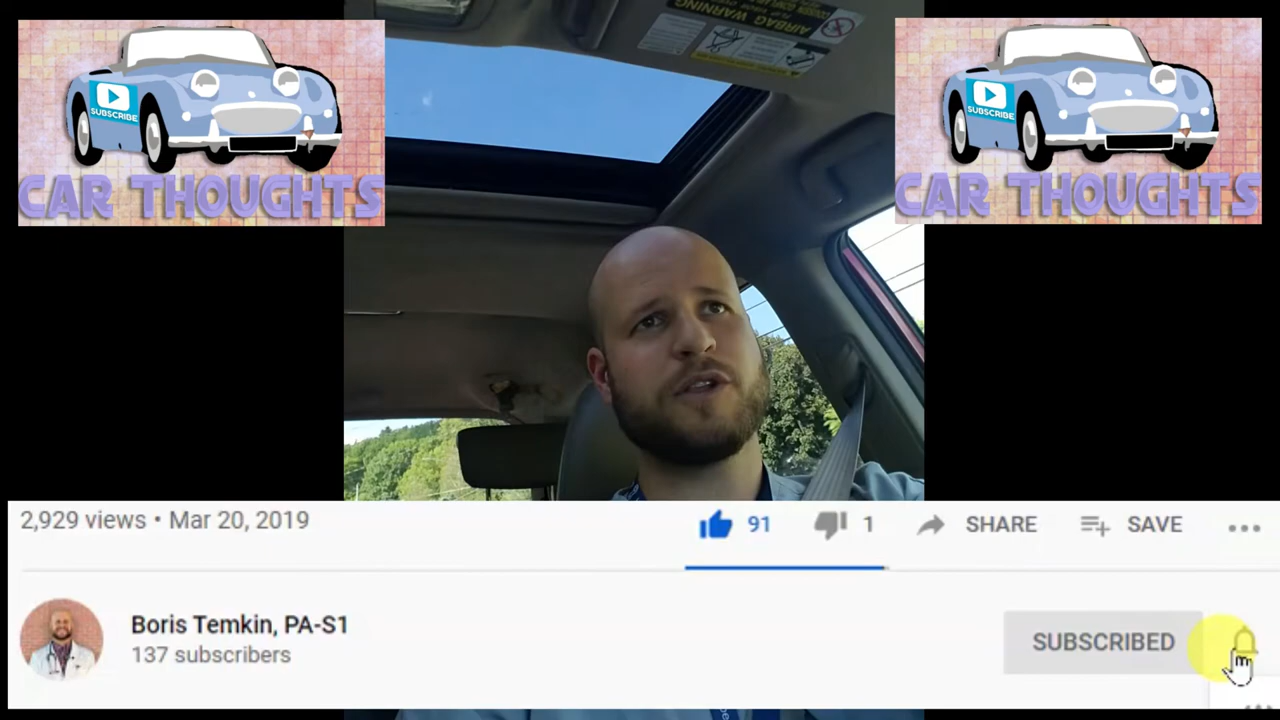 SUBSCRIBE
CAR THOUGHTS
AIRBAG WARNING
SUBSCRIBE
CAR THOUGHTS
2,929 views • Mar 20, 2019
91
1
SHARE
SAVE
Boris Temkin, PA-S1
137 subscribers
SUBSCRIBED